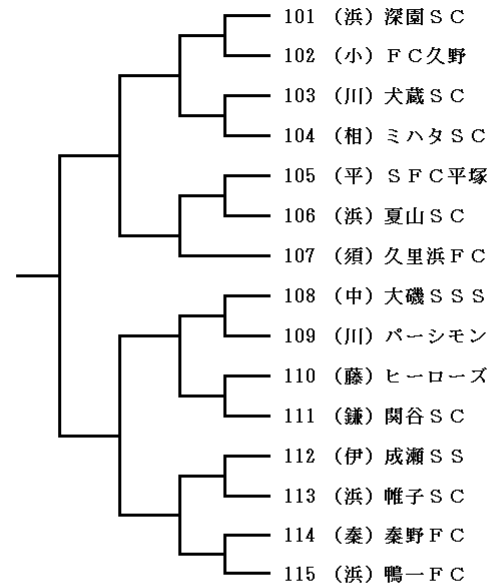 101 （浜）深園ＳＣ
102 （小）ＦＣ久野
103 （川）犬蔵ＳＣ
104 （相）ミハタＳＣ
105 （平）ＳＦＣ平塚
106 （浜）夏山ＳＣ
107 （須）久里浜ＦＣ
108 （中）大磯ＳＳＳ
109 （川）パーシモン
110 （藤）ヒーローズ
111 （鎌）関谷ＳＣ
112 （伊）成瀬ＳＳ
113 （浜）帷子ＳＣ
114 （秦）秦野ＦＣ
115 （浜）鴨一ＦＣ